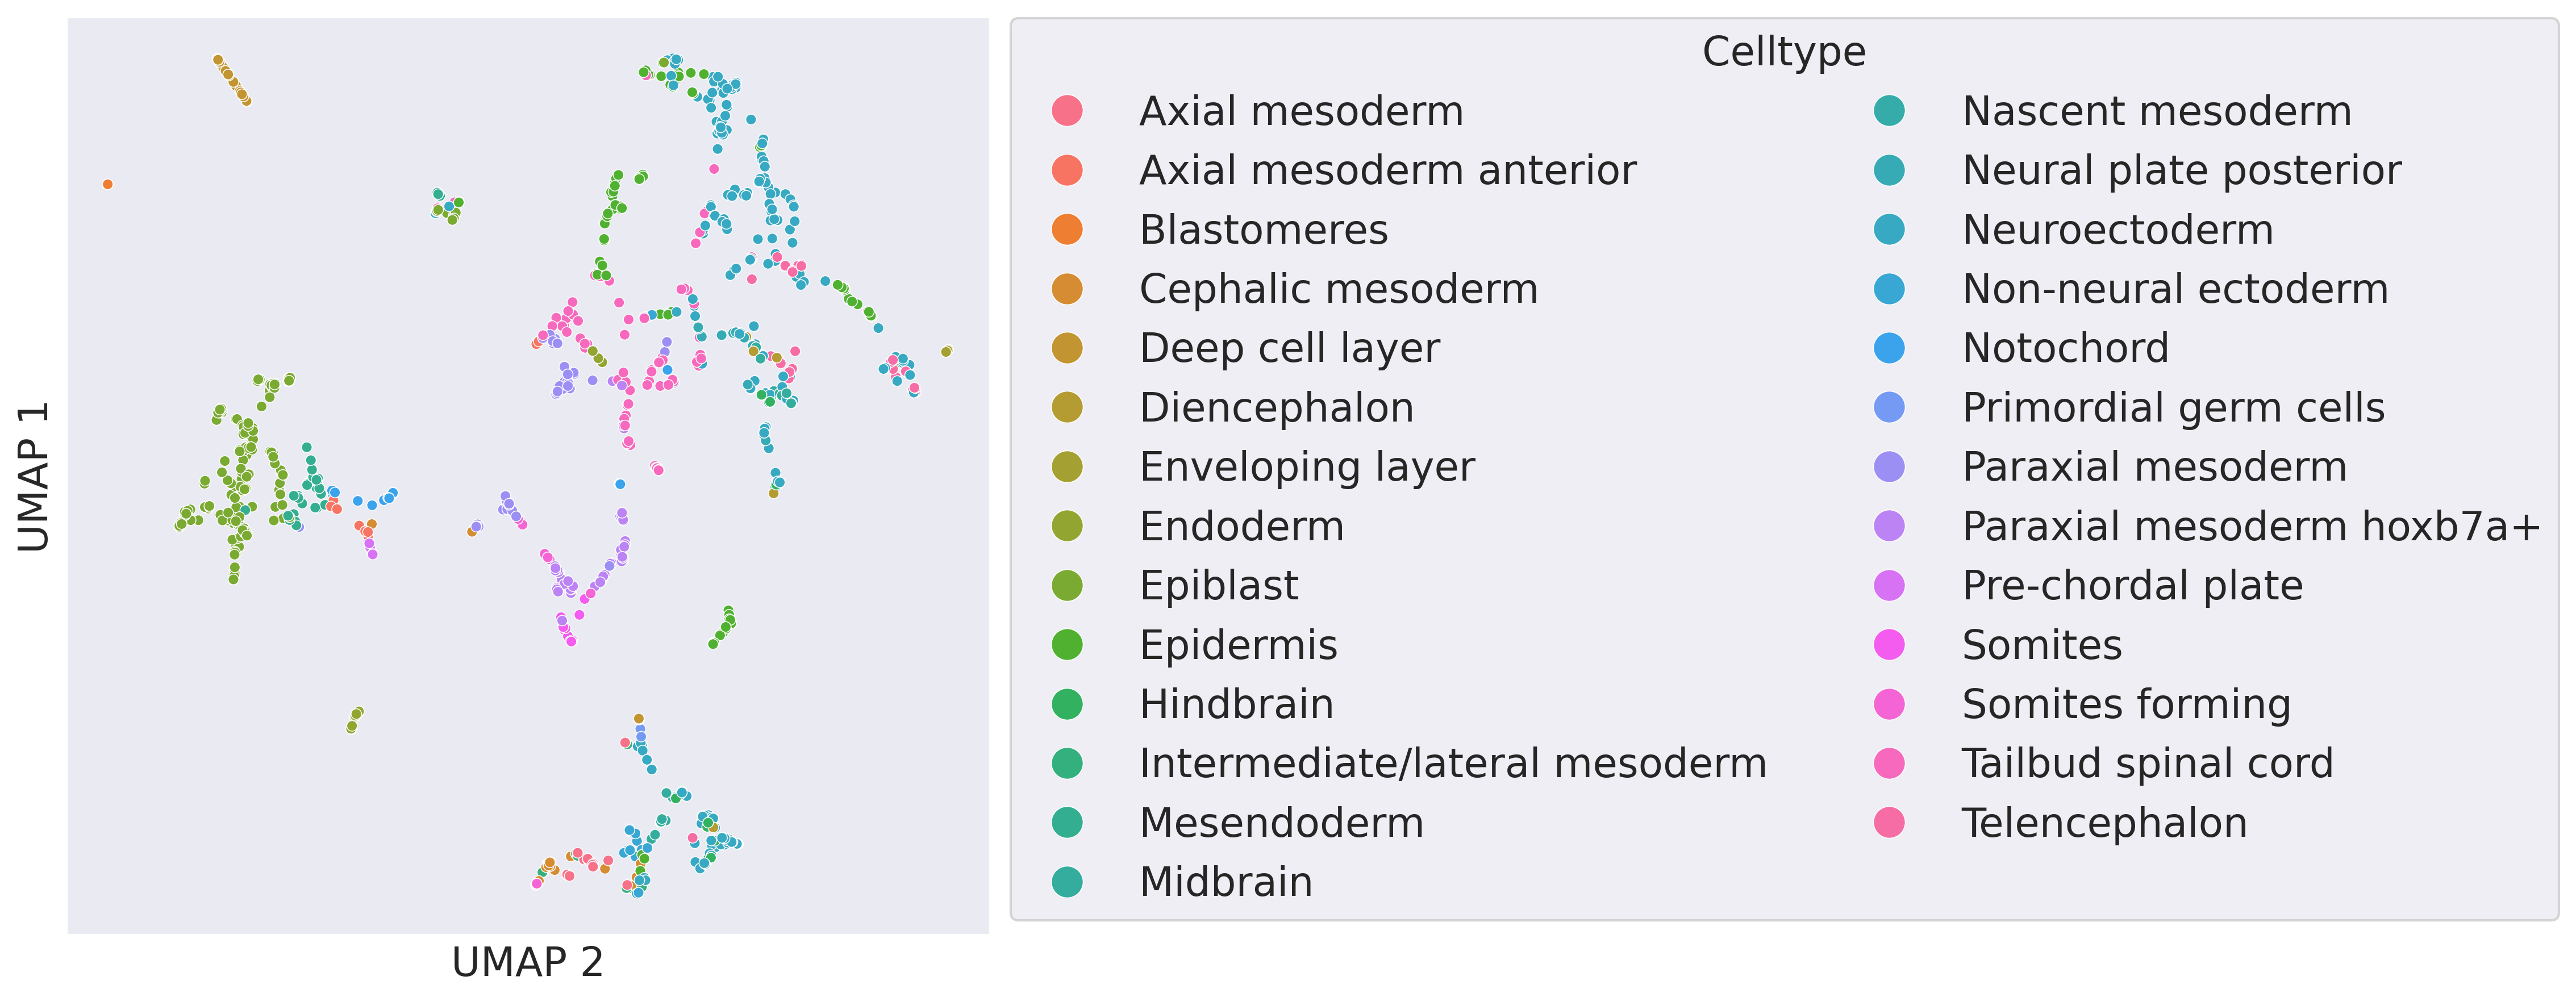 UMAP 1
UMAP 2
Celltype
Axial mesoderm
Axial mesoderm anterior
Blastomeres
Cephalic mesoderm
Deep cell layer
Diencephalon
Enveloping layer
Endoderm
Epiblast
Epidermis
Hindbrain
Intermediate/lateral mesoderm
Mesendoderm
Midbrain
Nascent mesoderm
Neural plate posterior
Neuroectoderm
Non-neural ectoderm
Notochord
Primordial germ cells
Paraxial mesoderm
Paraxial mesoderm hoxb7a+
Pre-chordal plate
Somites
Somites forming
Tailbud spinal cord
Telencephalon